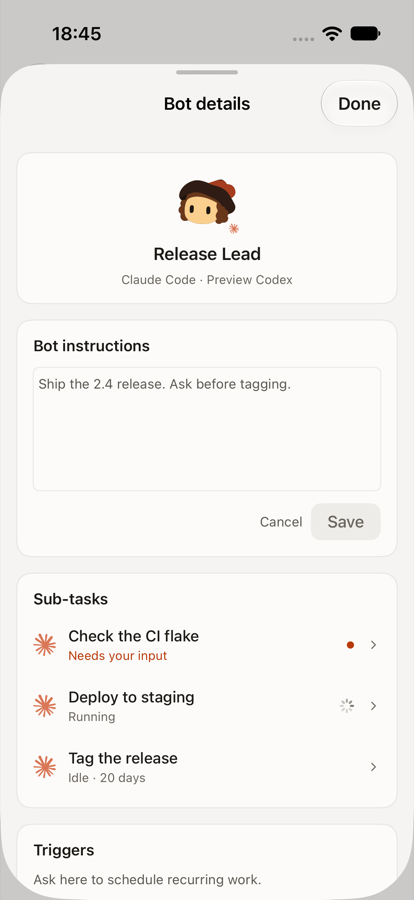 18:45
Bot details
Done
Release Lead
Claude Code · Preview Codex
Bot instructions
Ship the 2.4 release. Ask before tagging.
Cancel
Save
Sub-tasks
Check the CI flake
Needs your input
Deploy to staging
Running
Tag the release
Idle · 20 days
Triggers
Ask here to schedule recurring work.